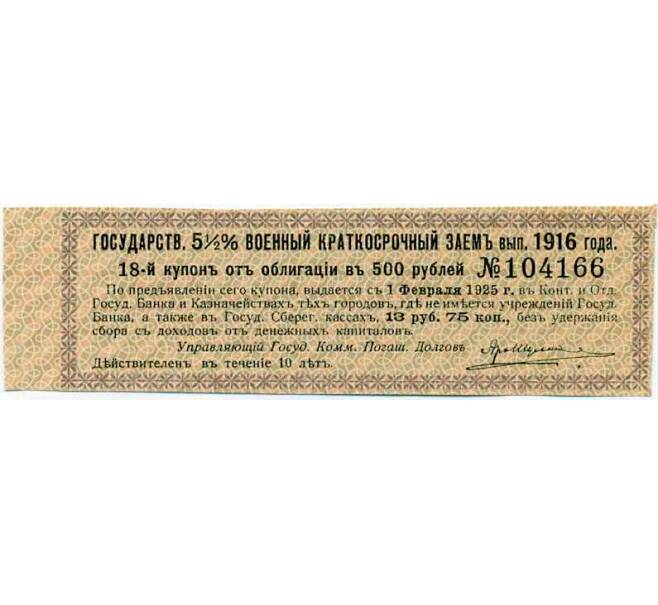 ГОСУДАРСТВ. 5½% ВОЕННЫЙ КРАТКОСРОЧНЫЙ ЗАЕМЪ вып. 1916 года.
18-й купонъ отъ облигаціи въ 500 рублей №104166
По предъявленіи сего купона, выдается съ 1 Февраля 1925 г. въ Конт. и Отд.
Госуд. Банка и Казначействахъ тѣхъ городовъ, гдѣ не имѣется учрежденій Госуд.
Банка, а также въ Госуд. Сберег. кассахъ, 13 руб. 75 коп., безъ удержанія
сбора съ доходовъ отъ денежныхъ капиталовъ.
Управляющій Госуд. Комм. Погаш. Долговъ
Дѣйствителенъ въ теченіе 10 лѣтъ.